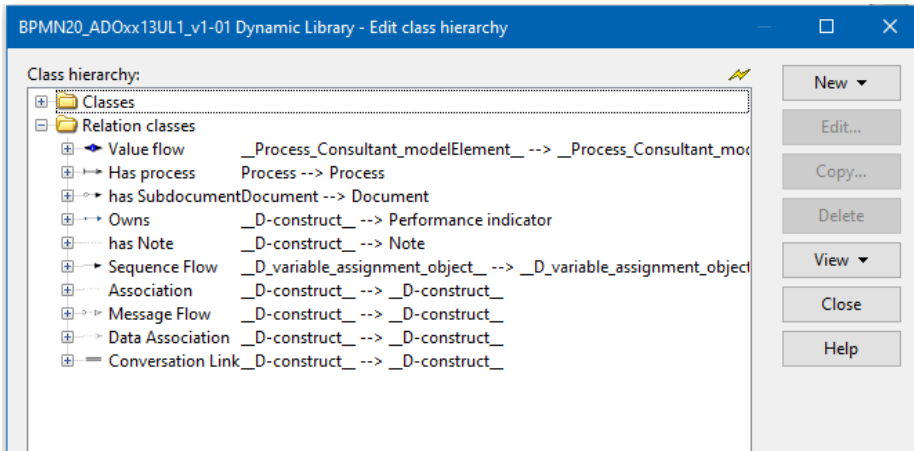 BPMN20_ADOxx13UL1_v1-01 Dynamic Library - Edit class hierarchy
Class hierarchy:
New
Classes
Relation classes
Edit...
Value flow __Process_Consultant_modelElement__ --> __Process_Consultant_mod
Has process Process --> Process
Copy...
has SubdocumentDocument --> Document
Owns __D-construct__ --> Performance indicator
Delete
has Note __D-construct__ --> Note
Sequence Flow __D_variable_assignment_object__ --> __D_variable_assignment_object
View
Association __D-construct__ --> __D-construct__
Message Flow __D-construct__ --> __D-construct__
Close
Data Association __D-construct__ --> __D-construct__
Conversation Link__D-construct__ --> __D-construct__
Help